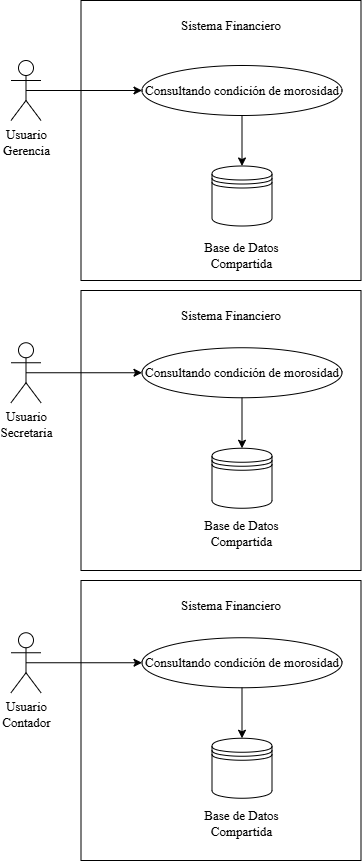 Sistema Financiero
Consultando condición de morosidad
Usuario
Gerencia
Base de Datos
Compartida
Sistema Financiero
Consultando condición de morosidad
Usuario
Secretaria
Base de Datos
Compartida
Sistema Financiero
Consultando condición de morosidad
Usuario
Contador
Base de Datos
Compartida